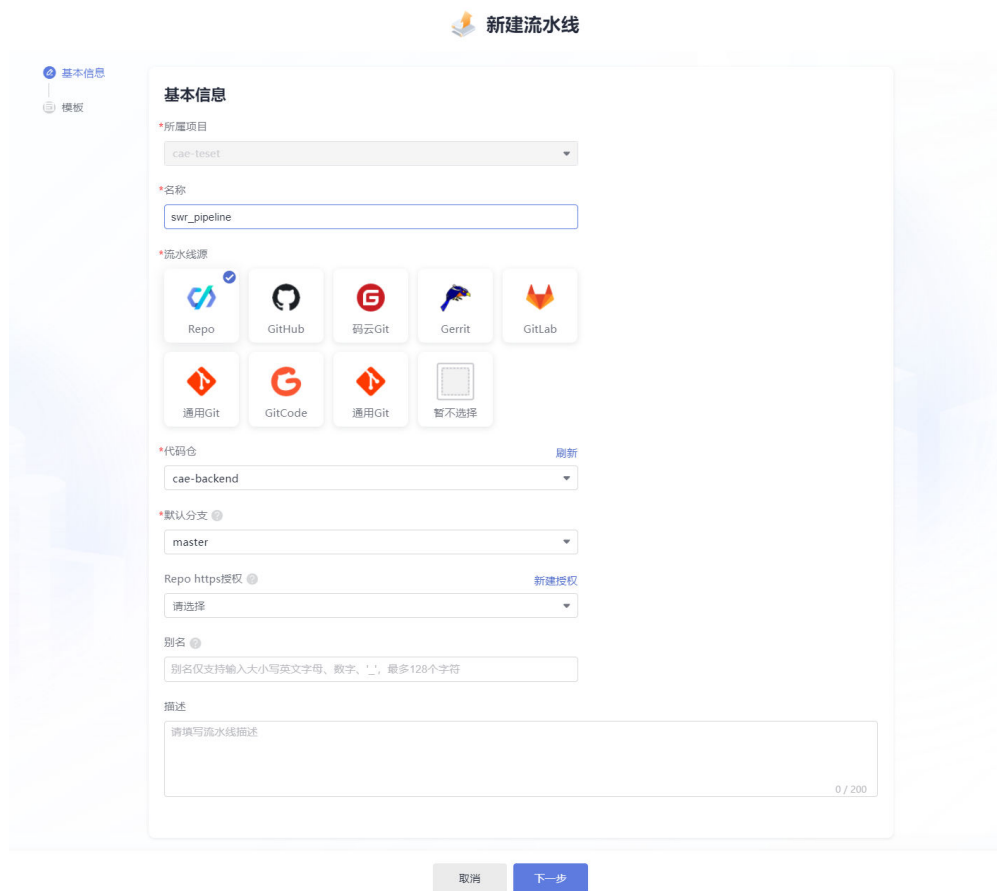 新建流水线
基本信息
模板
基本信息
*所属项目
cae-teset
*名称
swr_pipeline
*流水线源
Repo
GitHub
码云Git
Gerrit
GitLab
通用Git
GitCode
通用Git
暂不选择
*代码仓
刷新
cae-backend
*默认分支
master
Repo https授权
新建授权
请选择
别名
别名仅支持输入大小写英文字母、数字、'_'，最多128个字符
描述
请填写流水线描述
0 / 200
取消
下一步